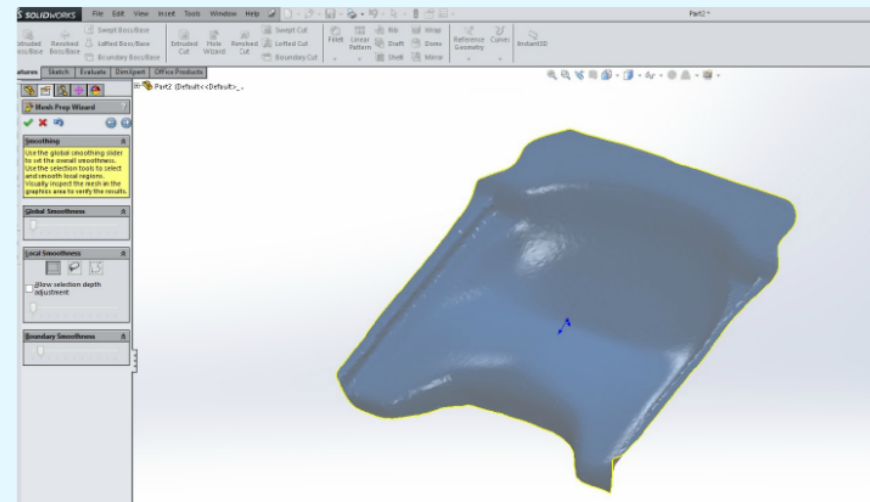 SOLIDWORKS File Edit View Insert Tools Window Help Part2 *
Extruded Boss/Base
Revolved Boss/Base
Swept Boss/Base
Lofted Boss/Base
Boundary Boss/Base
Extruded Cut
Hole Wizard
Revolved Cut
Swept Cut
Lofted Cut
Boundary Cut
Fillet
Linear Pattern
Rib
Draft
Shell
Wrap
Dome
Mirror
Reference Geometry
Curves
Instant3D
atures Sketch Evaluate DimXpert Office Products
Part2 (Default<<Default>_...
Mesh Prep Wizard ?
Smoothing
Use the global smoothing slider
to set the overall smoothness.
Use the selection tools to select
and smooth local regions.
Visually inspect the mesh in the
graphics area to verify the results.
Global Smoothness
Local Smoothness
Allow selection depth
adjustment
Boundary Smoothness